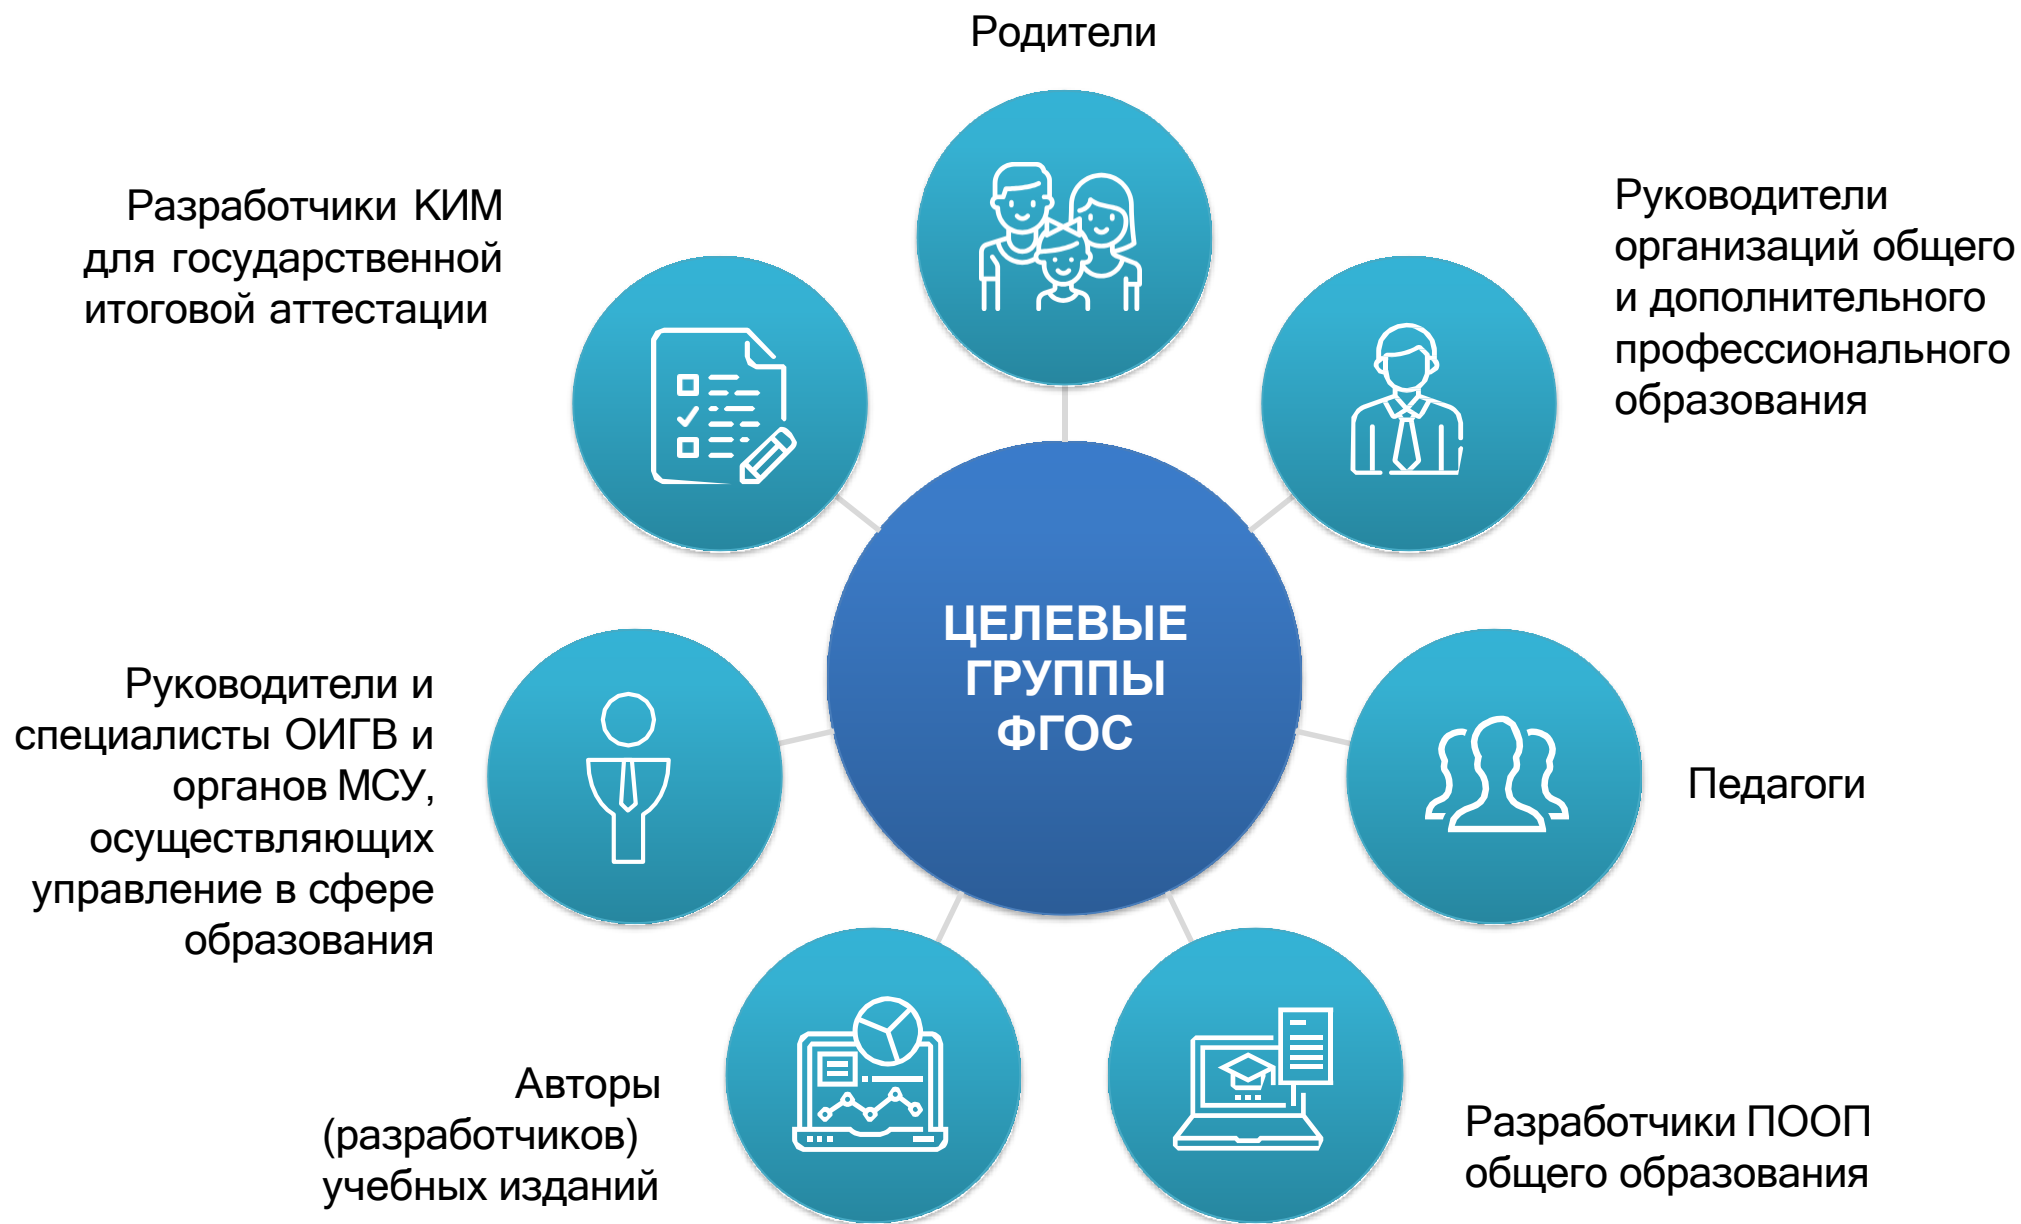 Родители
Разработчики КИМ
для государственной
итоговой аттестации
Руководители
организаций общего
и дополнительного
профессионального
образования
ЦЕЛЕВЫЕ
ГРУППЫ
ФГОС
Руководители и
специалисты ОИГВ и
органов МСУ,
осуществляющих
управление в сфере
образования
Педагоги
Авторы
(разработчиков)
учебных изданий
Разработчики ПООП
общего образования